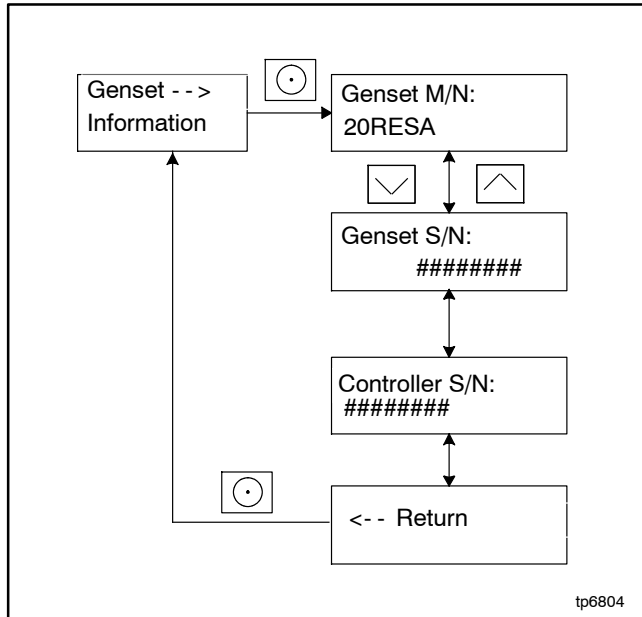 Genset - - >
Information
Genset M/N:
20RESA
Genset S/N:
########
Controller S/N:
########
<- - Return
tp6804